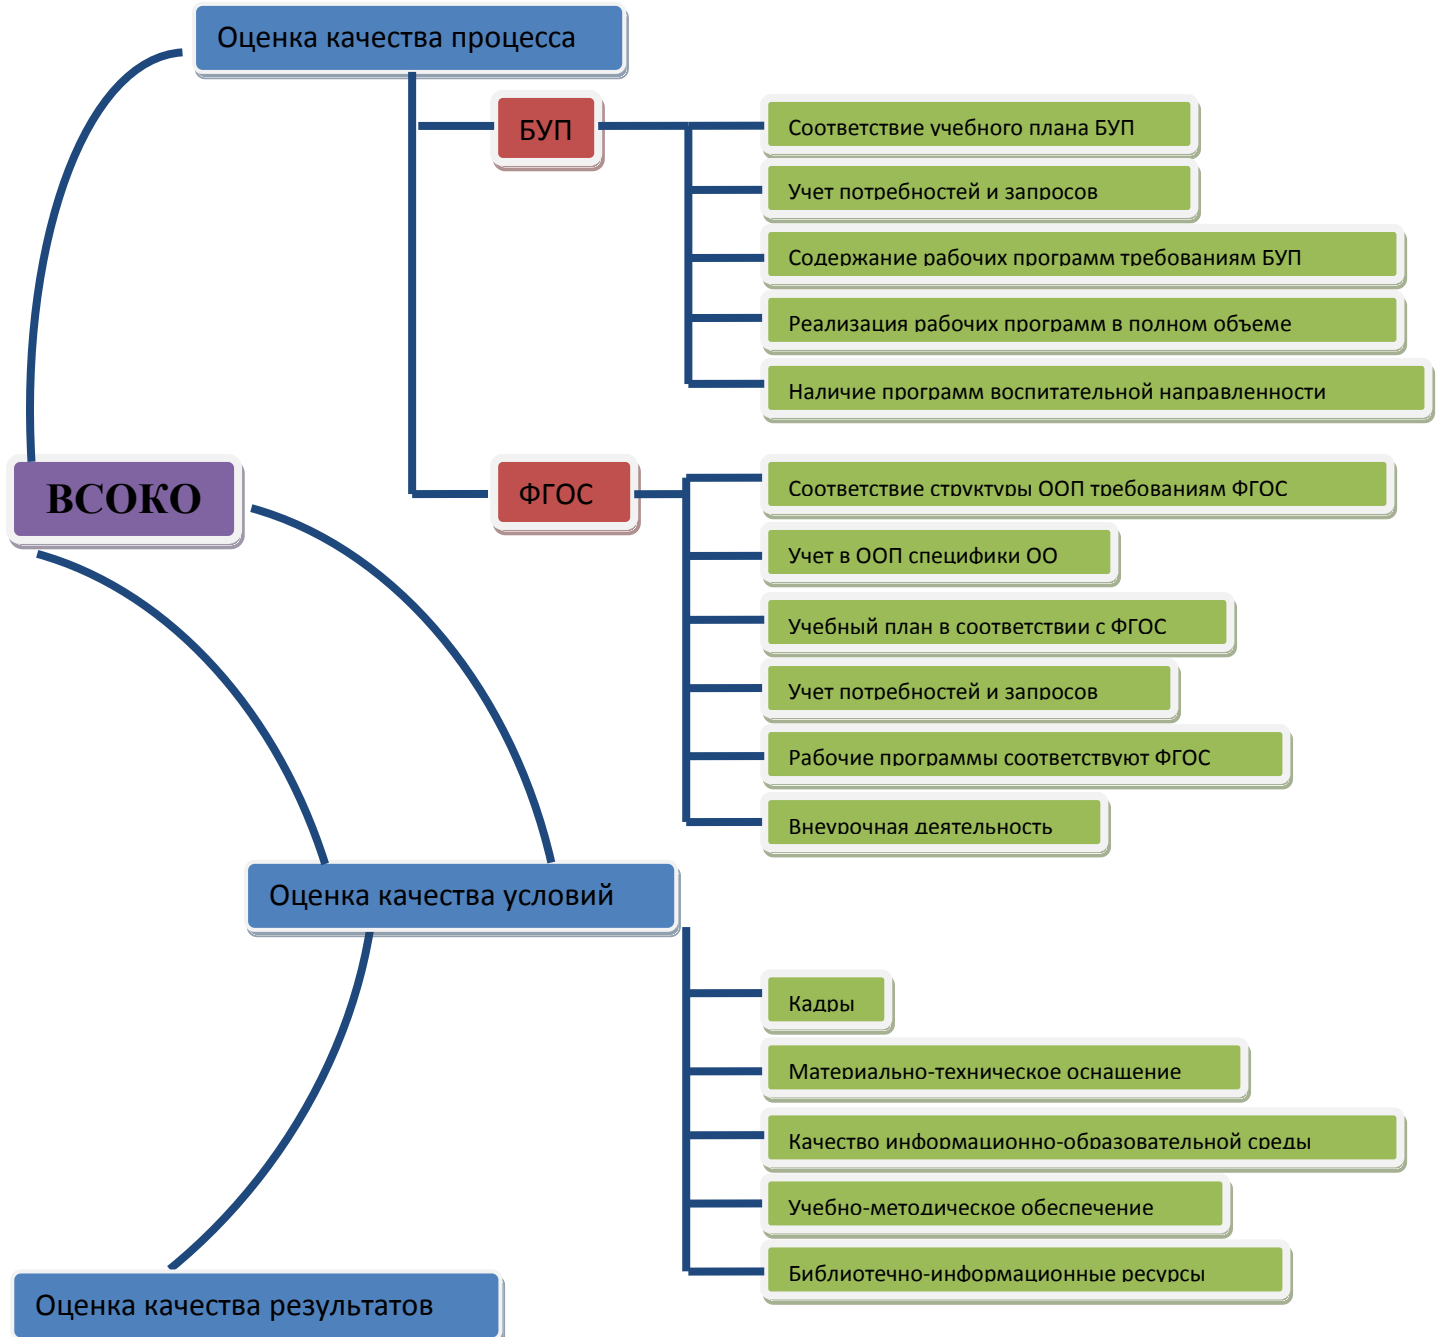 Оценка качества процесса
БУП
Соответствие учебного плана БУП
Учет потребностей и запросов
Содержание рабочих программ требованиям БУП
Реализация рабочих программ в полном объеме
Наличие программ воспитательной направленности
ВСОКО
ФГОС
Соответствие структуры ООП требованиям ФГОС
Учет в ООП специфики ОО
Учебный план в соответствии с ФГОС
Учет потребностей и запросов
Рабочие программы соответствуют ФГОС
Внеурочная деятельность
Оценка качества условий
Кадры
Материально-техническое оснащение
Качество информационно-образовательной среды
Учебно-методическое обеспечение
Библиотечно-информационные ресурсы
Оценка качества результатов